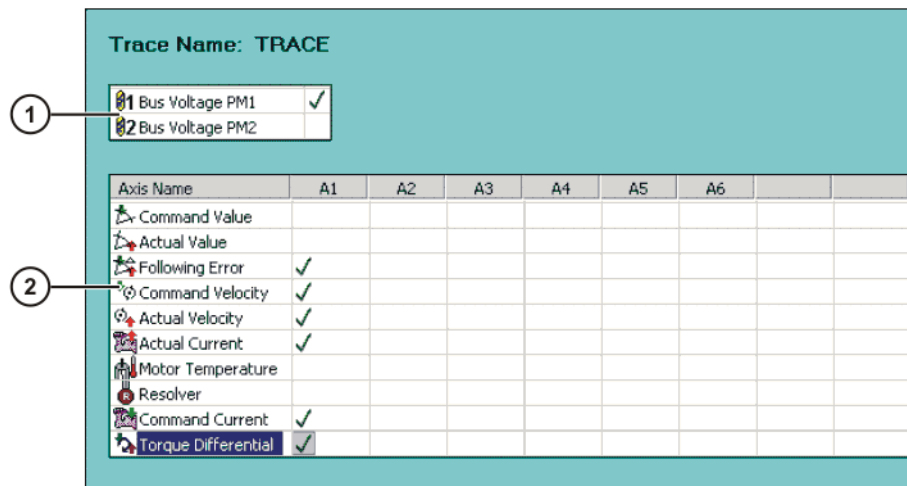 Trace Name: TRACE
1
1 Bus Voltage PM1
2 Bus Voltage PM2
Axis Name A1 A2 A3 A4 A5 A6
Command Value
Actual Value
Following Error
2
Command Velocity
Actual Velocity
Actual Current
Motor Temperature
R Resolver
Command Current
Torque Differential